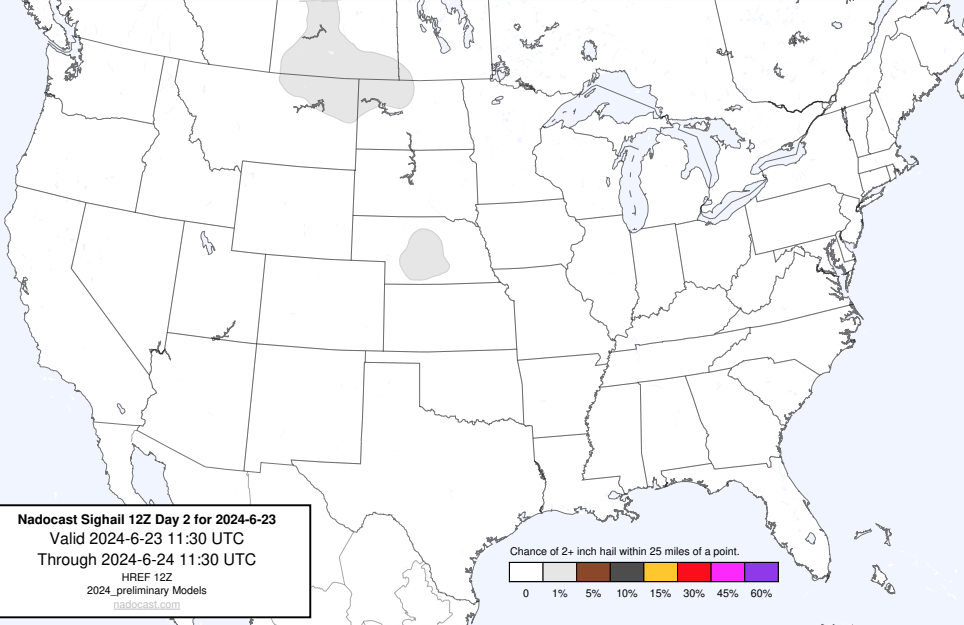 Nadocast Sighail 12Z Day 2 for 2024-6-23
Valid 2024-6-23 11:30 UTC
Through 2024-6-24 11:30 UTC
HREF 12Z
2024_preliminary Models
nadocast.com
Chance of 2+ inch hail within 25 miles of a point.
0 1% 5% 10% 15% 30% 45% 60%